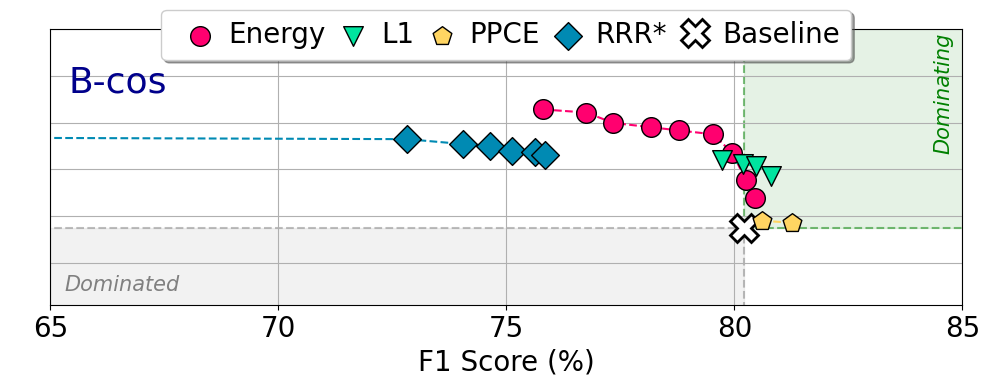 Energy L1 PPCE RRR* Baseline
B-cos
Dominating
Dominated
65 70 75 80 85
F1 Score (%)